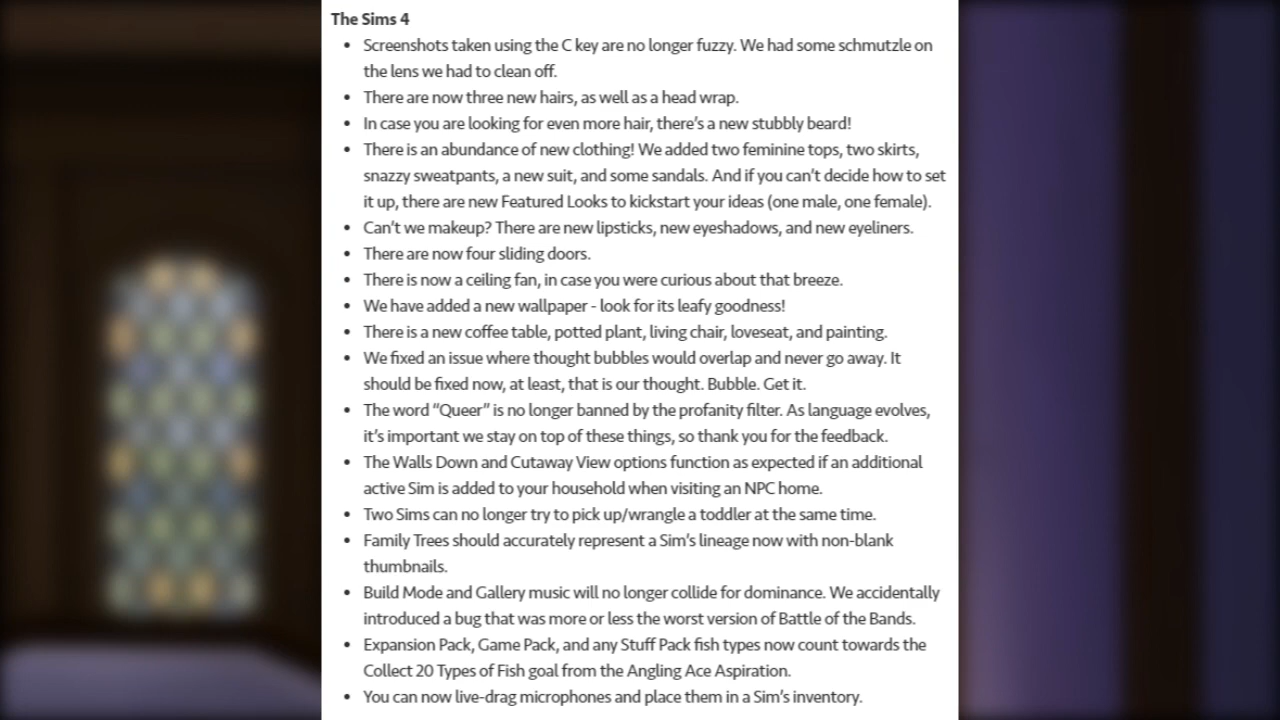 The Sims 4
• Screenshots taken using the C key are no longer fuzzy. We had some schmutzle on
the lens we had to clean off.
• There are now three new hairs, as well as a head wrap.
• In case you are looking for even more hair, there's a new stubbly beard!
• There is an abundance of new clothing! We added two feminine tops, two skirts,
snazzy sweatpants, a new suit, and some sandals. And if you can't decide how to set
it up, there are new Featured Looks to kickstart your ideas (one male, one female).
• Can't we makeup? There are new lipsticks, new eyeshadows, and new eyeliners.
• There are now four sliding doors.
• There is now a ceiling fan, in case you were curious about that breeze.
• We have added a new wallpaper - look for its leafy goodness!
• There is a new coffee table, potted plant, living chair, loveseat, and painting.
• We fixed an issue where thought bubbles would overlap and never go away. It
should be fixed now, at least, that is our thought. Bubble. Get it.
• The word “Queer” is no longer banned by the profanity filter. As language evolves,
it's important we stay on top of these things, so thank you for the feedback.
• The Walls Down and Cutaway View options function as expected if an additional
active Sim is added to your household when visiting an NPC home.
• Two Sims can no longer try to pick up/wrangle a toddler at the same time.
• Family Trees should accurately represent a Sim's lineage now with non-blank
thumbnails.
• Build Mode and Gallery music will no longer collide for dominance. We accidentally
introduced a bug that was more or less the worst version of Battle of the Bands.
• Expansion Pack, Game Pack, and any Stuff Pack fish types now count towards the
Collect 20 Types of Fish goal from the Angling Ace Aspiration.
• You can now live-drag microphones and place them in a Sim's inventory.